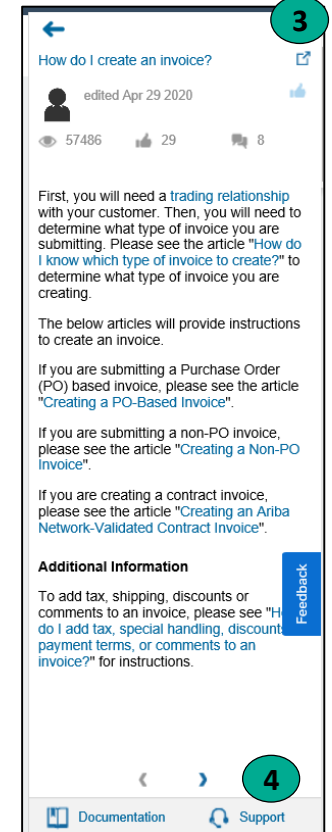 3
How do I create an invoice?
edited Apr 29 2020
57486 29 8
First, you will need a trading relationship
with your customer. Then, you will need to
determine what type of invoice you are
submitting. Please see the article "How do
I know which type of invoice to create?" to
determine what type of invoice you are
creating.
The below articles will provide instructions
to create an invoice.
If you are submitting a Purchase Order
(PO) based invoice, please see the article
"Creating a PO-Based Invoice".
If you are submitting a non-PO invoice,
please see the article "Creating a Non-PO
Invoice".
If you are creating a contract invoice,
please see the article "Creating an Ariba
Network-Validated Contract Invoice".
Additional Information
Feedback
To add tax, shipping, discounts or
comments to an invoice, please see "H
do I add tax, special handling, discount
payment terms, or comments to an
invoice?" for instructions.
4
Documentation Support